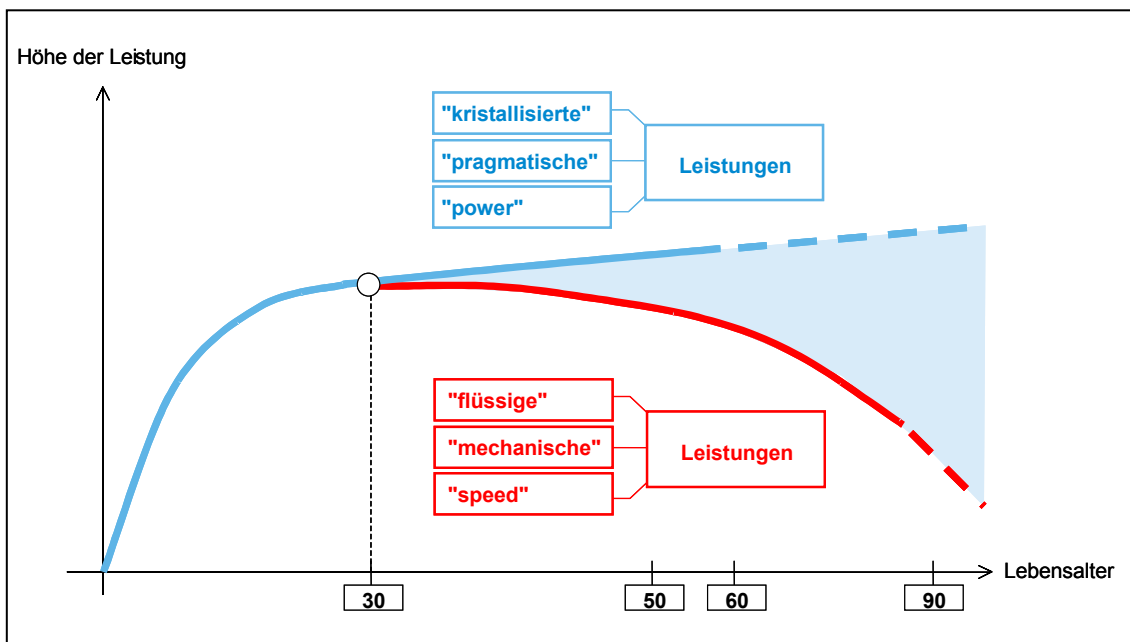 Höhe der Leistung
"kristallisierte"
"pragmatische"
Leistungen
"power"
"flüssige"
"mechanische"
Leistungen
"speed"
Lebensalter
30
50
60
90